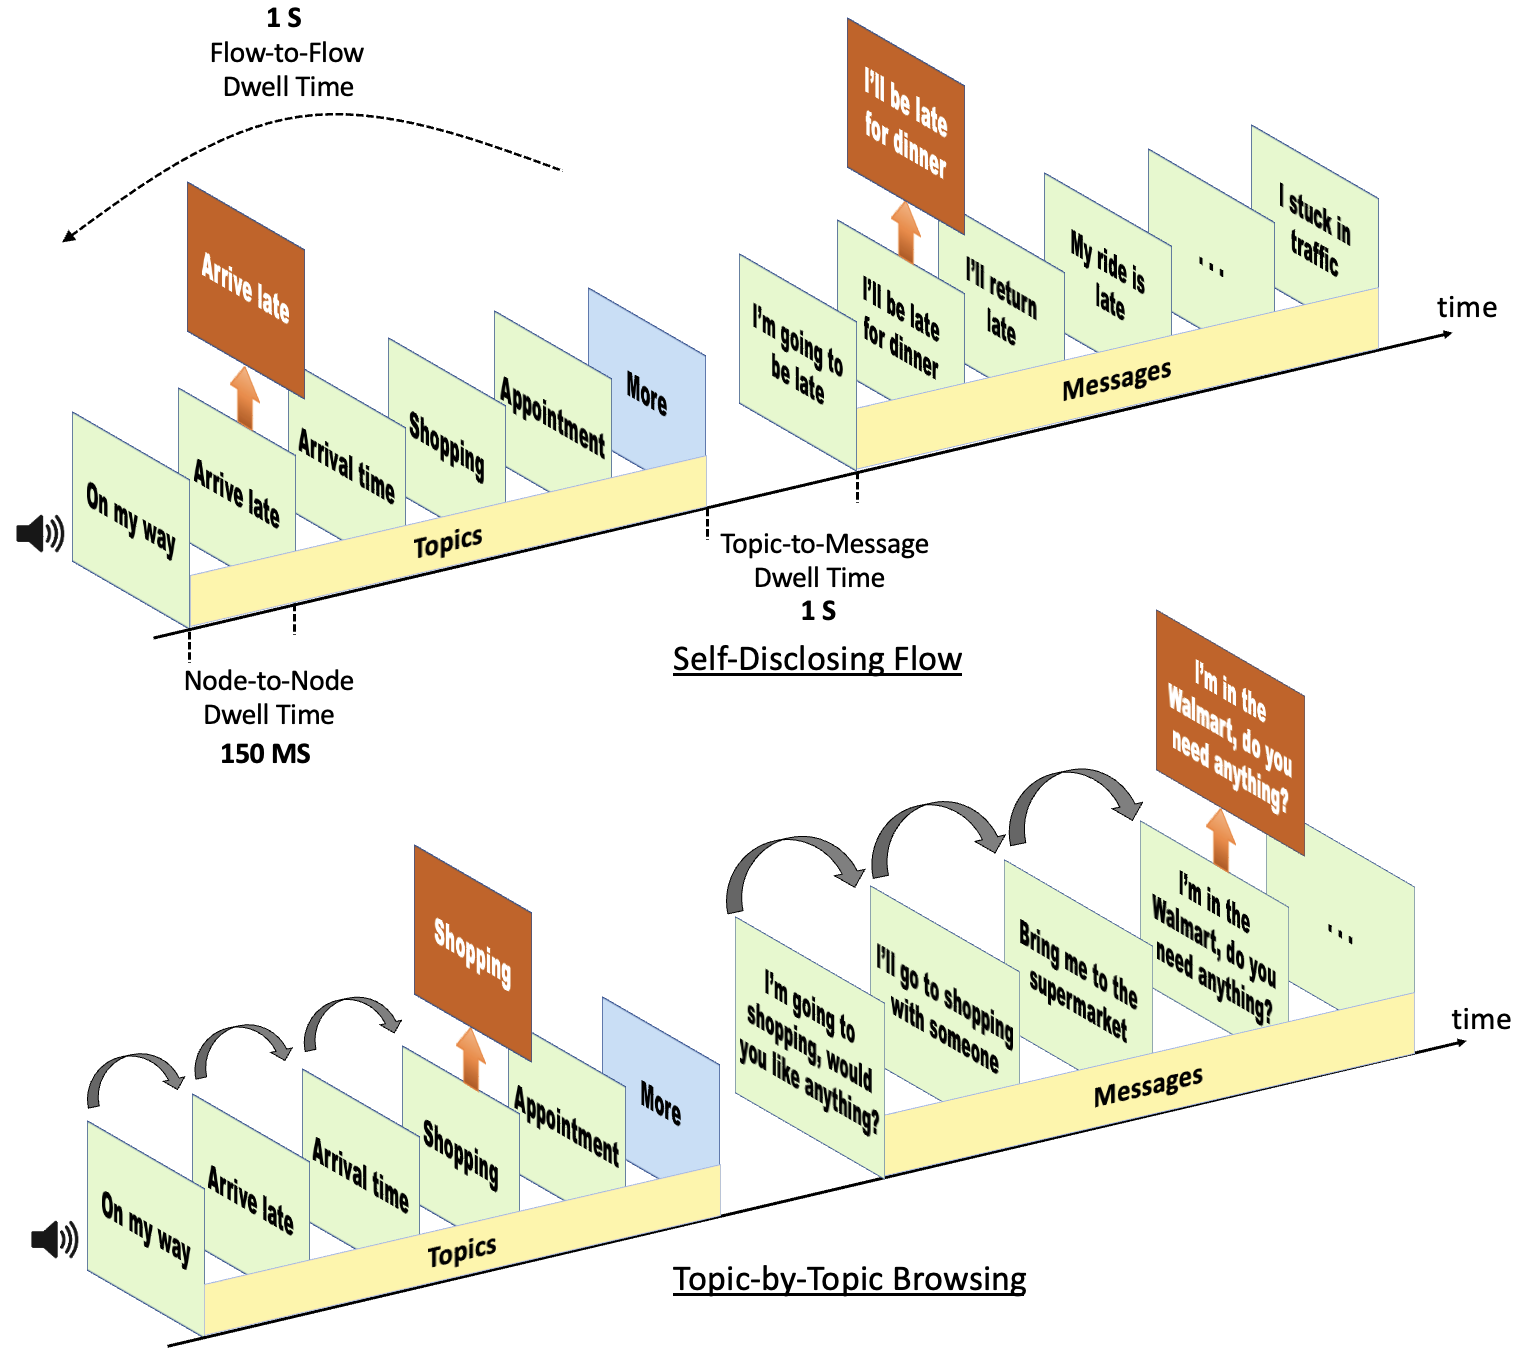 1 S
Flow-to-Flow
Dwell Time
Arrive late
On my way
Arrive late
Arrival time
Shopping
Appointment
More
Topics
Node-to-Node
Dwell Time
150 MS
I'll be late
for dinner
I'm going to
be late
I'll be late
for dinner
I'll return
late
My ride is
late
...
I stuck in
traffic
Messages
time
Topic-to-Message
Dwell Time
1 S
Self-Disclosing Flow
Shopping
On my way
Arrive late
Arrival time
Shopping
Appointment
More
Topics
I'm in the
Walmart, do you
need anything?
I'm going to
shopping, would
you like anything?
I'll go to shopping
with someone
Bring me to the
supermarket
I'm in the
Walmart, do you
need anything?
...
Messages
time
Topic-by-Topic Browsing